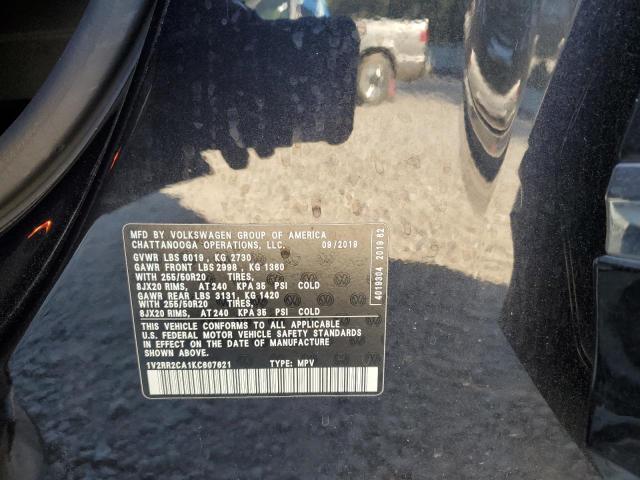 MFD BY VOLKSWAGEN GROUP OF AMERICA
CHATTANOOGA OPERATIONS, LLC. 09/2019
GVWR LBS 6019 , KG 2730
GAWR FRONT LBS 2998 , KG 1360
WITH 255/50R20 TIRES,
8JX20 RIMS, AT 240 KPA 35 PSI COLD
GAWR REAR LBS 3131, KG 1420
WITH 255/50R20 TIRES,
8JX20 RIMS, AT 240 KPA 35 PSI COLD
THIS VEHICLE CONFORMS TO ALL APPLICABLE
U.S. FEDERAL MOTOR VEHICLE SAFETY STANDARDS
IN EFFECT ON THE DATE OF MANUFACTURE
SHOWN ABOVE.
1V2RR2CA1KC607621 TYPE: MPV
4019304 2019 62